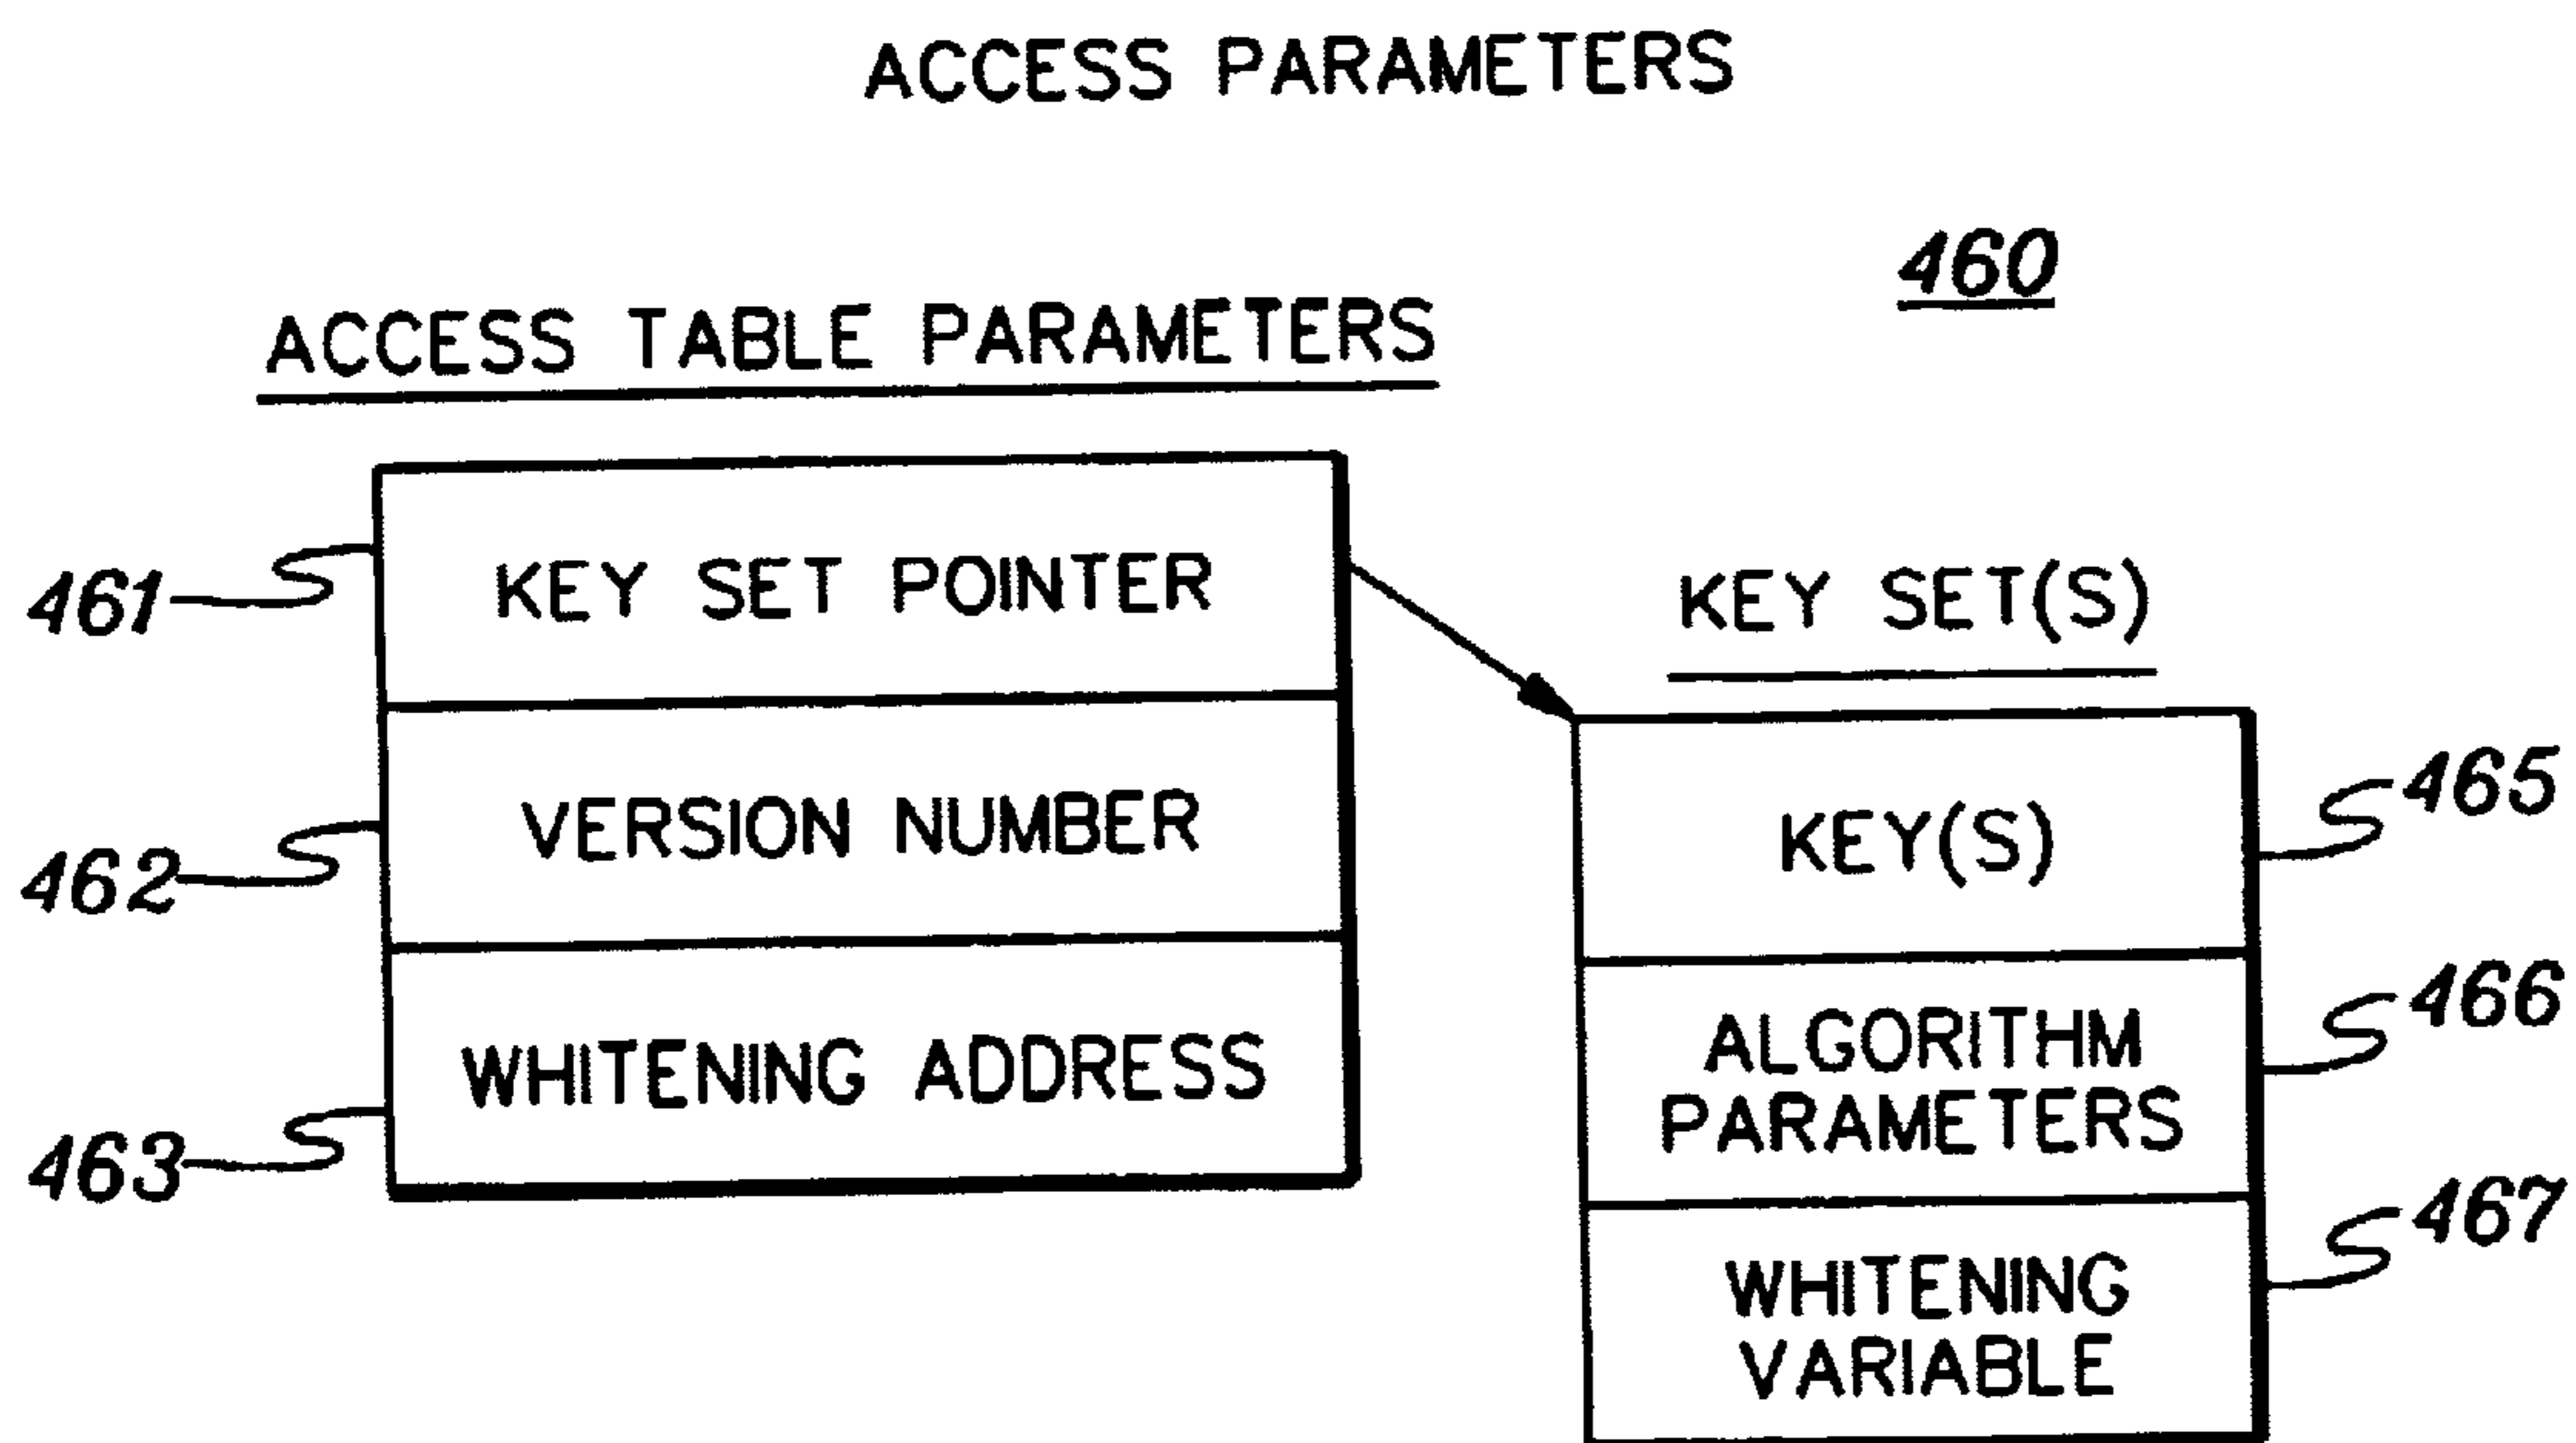 ACCESS PARAMETERS
460
ACCESS TABLE PARAMETERS
461
KEY SET POINTER
462
VERSION NUMBER
463
WHITENING ADDRESS
KEY SET(S)
KEY(S)
465
ALGORITHM
PARAMETERS
466
WHITENING
VARIABLE
467